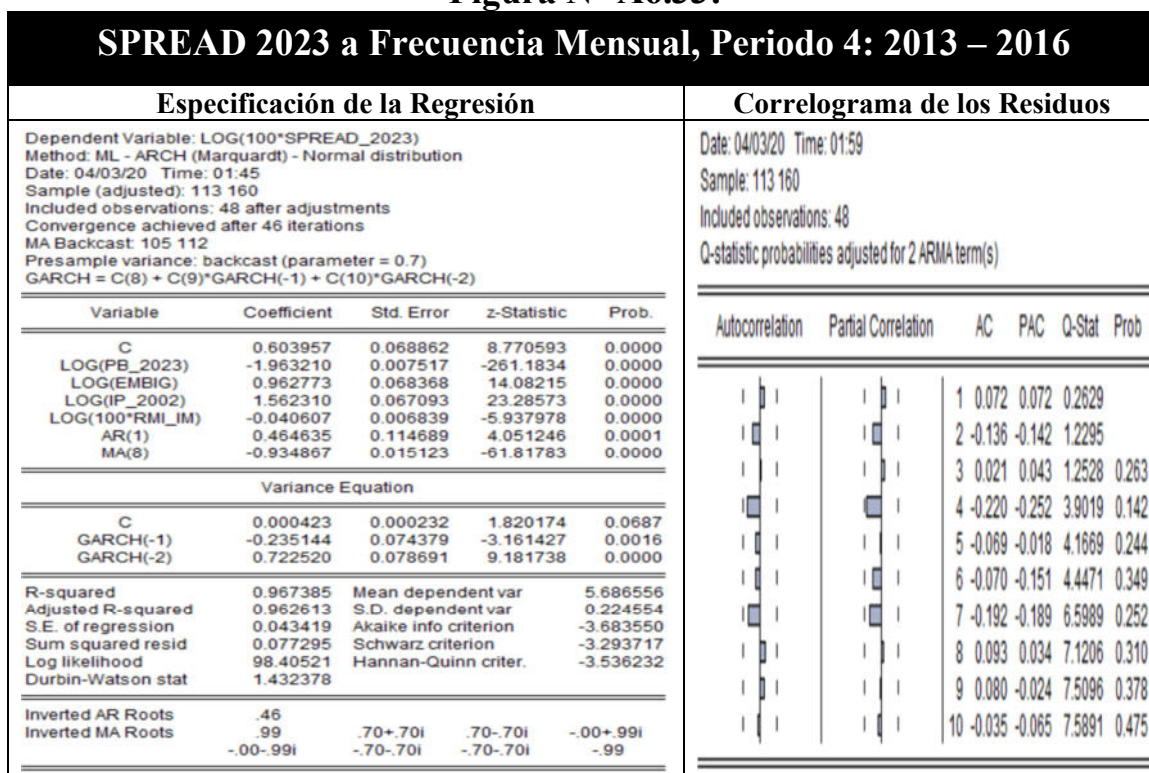 Figura N° A6.33:
SPREAD 2023 a Frecuencia Mensual, Periodo 4: 2013 – 2016
Especificación de la Regresión
Dependent Variable: LOG(100*SPREAD_2023)
Method: ML - ARCH (Marquardt) - Normal distribution
Date: 04/03/20 Time: 01:45
Sample (adjusted): 113 160
Included observations: 48 after adjustments
Convergence achieved after 46 iterations
MA Backcast: 105 112
Presample variance: backcast (parameter = 0.7)
GARCH = C(8) + C(9)*GARCH(-1) + C(10)*GARCH(-2)
Variable Coefficient Std. Error z-Statistic Prob.
C 0.603957 0.068862 8.770593 0.0000
LOG(PB_2023) -1.963210 0.007517 -261.1834 0.0000
LOG(EMBIG) 0.962773 0.068368 14.08215 0.0000
LOG(IP_2002) 1.562310 0.067093 23.28573 0.0000
LOG(100*RMI_IM) -0.040607 0.006839 -5.937978 0.0000
AR(1) 0.464635 0.114689 4.051246 0.0001
MA(8) -0.934867 0.015123 -61.81783 0.0000
Variance Equation
C 0.000423 0.000232 1.820174 0.0687
GARCH(-1) -0.235144 0.074379 -3.161427 0.0016
GARCH(-2) 0.722520 0.078691 9.181738 0.0000
R-squared 0.967385 Mean dependent var 5.686556
Adjusted R-squared 0.962613 S.D. dependent var 0.224554
S.E. of regression 0.043419 Akaike info criterion -3.683550
Sum squared resid 0.077295 Schwarz criterion -3.293717
Log likelihood 98.40521 Hannan-Quinn criter. -3.536232
Durbin-Watson stat 1.432378
Inverted AR Roots .46
Inverted MA Roots .99 .70+.70i .70-.70i -.00+.99i
-.00-.99i -.70-.70i -.70-.70i -.99
Correlograma de los Residuos
Date: 04/03/20 Time: 01:59
Sample: 113 160
Included observations: 48
Q-statistic probabilities adjusted for 2 ARMA term(s)
Autocorrelation Partial Correlation AC PAC Q-Stat Prob
1 0.072 0.072 0.2629
2 -0.136 -0.142 1.2295
3 0.021 0.043 1.2528 0.263
4 -0.220 -0.252 3.9019 0.142
5 -0.069 -0.018 4.1669 0.244
6 -0.070 -0.151 4.4471 0.349
7 -0.192 -0.189 6.5989 0.252
8 0.093 0.034 7.1206 0.310
9 0.080 -0.024 7.5096 0.378
10 -0.035 -0.065 7.5891 0.475